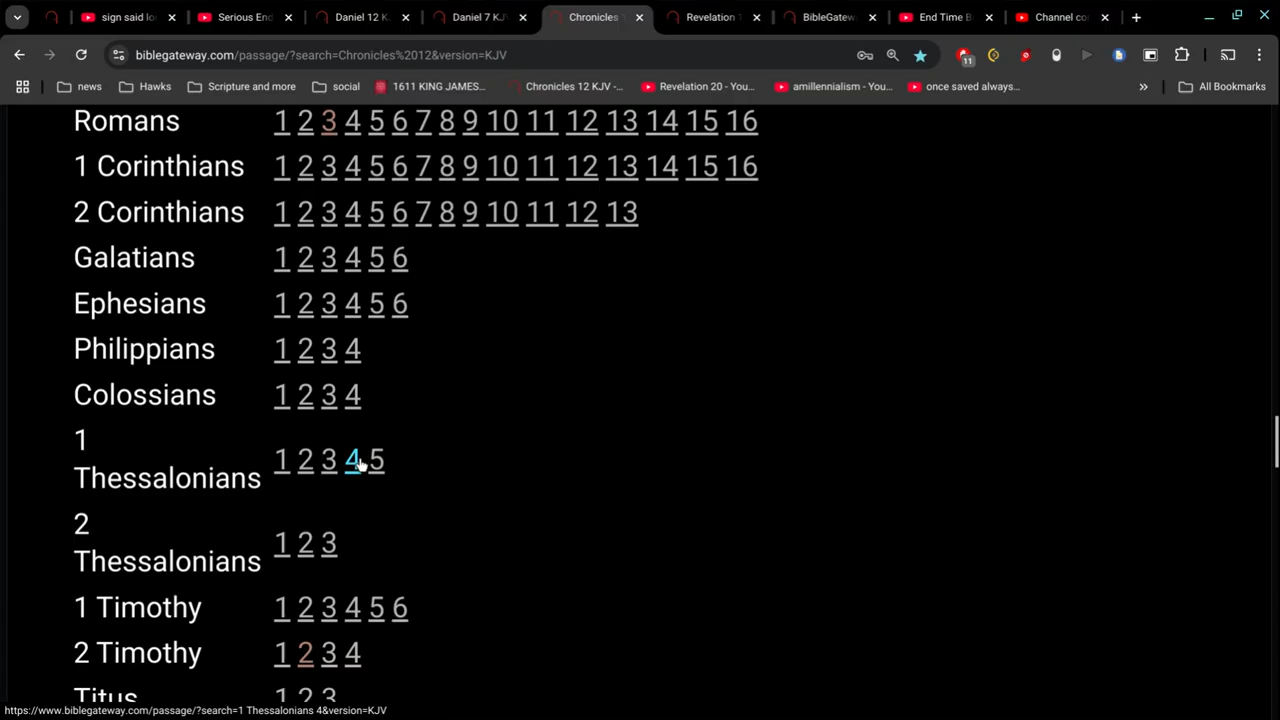 sign said lo
Serious End
Daniel 12 K
Daniel 7 KJ
Chronicles
Revelation 1
BibleGatew
End Time B
Channel co
biblegateway.com/passage/?search=Chronicles%2012&version=KJV
11
news
Hawks
Scripture and more
social
1611 KING JAMES...
Chronicles 12 KJV -...
Revelation 20 - You...
amillennialism - You...
once saved always...
All Bookmarks
Romans 1 2 3 4 5 6 7 8 9 10 11 12 13 14 15 16
1 Corinthians 1 2 3 4 5 6 7 8 9 10 11 12 13 14 15 16
2 Corinthians 1 2 3 4 5 6 7 8 9 10 11 12 13
Galatians 1 2 3 4 5 6
Ephesians 1 2 3 4 5 6
Philippians 1 2 3 4
Colossians 1 2 3 4
1
Thessalonians 1 2 3 4 5
2
Thessalonians 1 2 3
1 Timothy 1 2 3 4 5 6
2 Timothy 1 2 3 4
Titus 1 2 3
https://www.biblegateway.com/passage/?search=1 Thessalonians 4&version=KJV